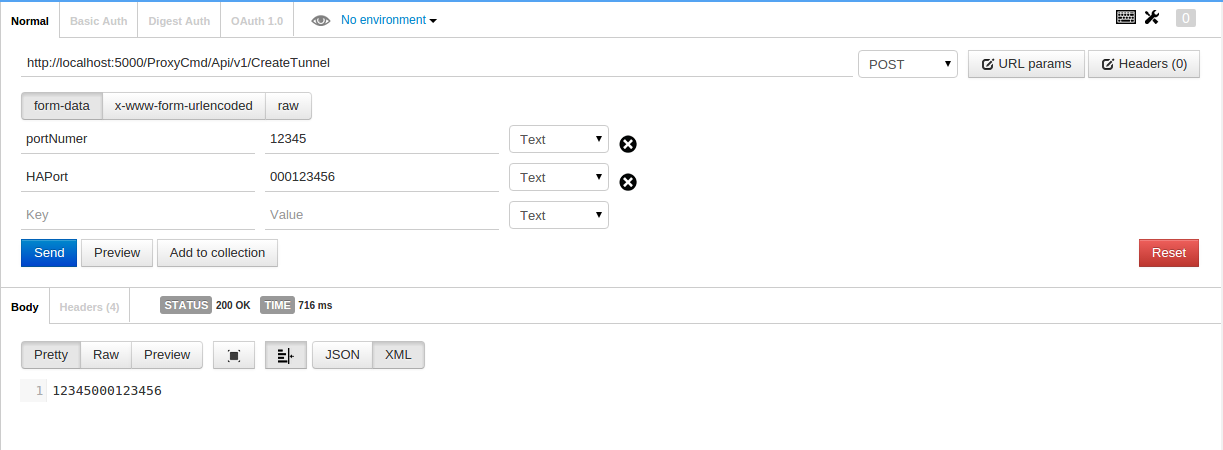 Normal Basic Auth Digest Auth OAuth 1.0 No environment 0
http://localhost:5000/ProxyCmd/Api/v1/CreateTunnel POST URL params Headers (0)
form-data x-www-form-urlencoded raw
portNumer 12345 Text
HAPort 000123456 Text
Key Value Text
Send Preview Add to collection Reset
Body Headers (4) STATUS 200 OK TIME 716 ms
Pretty Raw Preview JSON XML
1 12345000123456